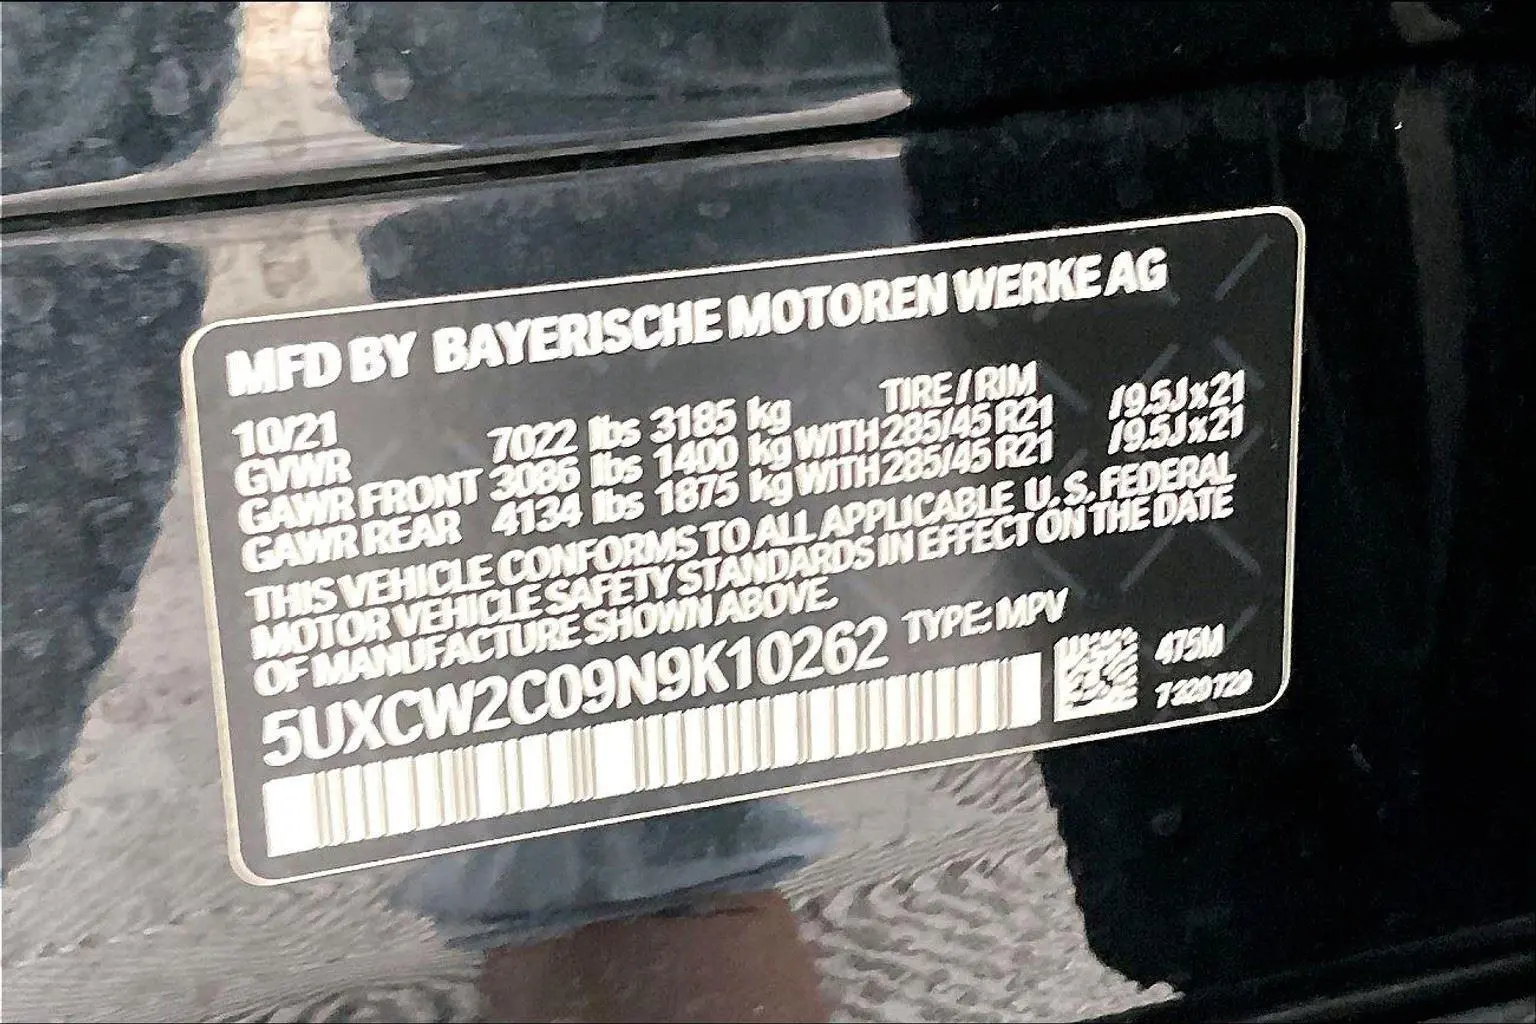 MFD BY BAYERISCHE MOTOREN WERKE AG
10/21 TIRE / RIM
GVWR 7022 lbs 3185 kg
GAWR FRONT 3086 lbs 1400 kg WITH 285/45 R21 /9.5Jx21
GAWR REAR 4134 lbs 1875 kg WITH 285/45 R21 /9.5Jx21
THIS VEHICLE CONFORMS TO ALL APPLICABLE U.S. FEDERAL
MOTOR VEHICLE SAFETY STANDARDS IN EFFECT ON THE DATE
OF MANUFACTURE SHOWN ABOVE.
5UXCW2C09N9K10262 TYPE: MPV
475M
7320720